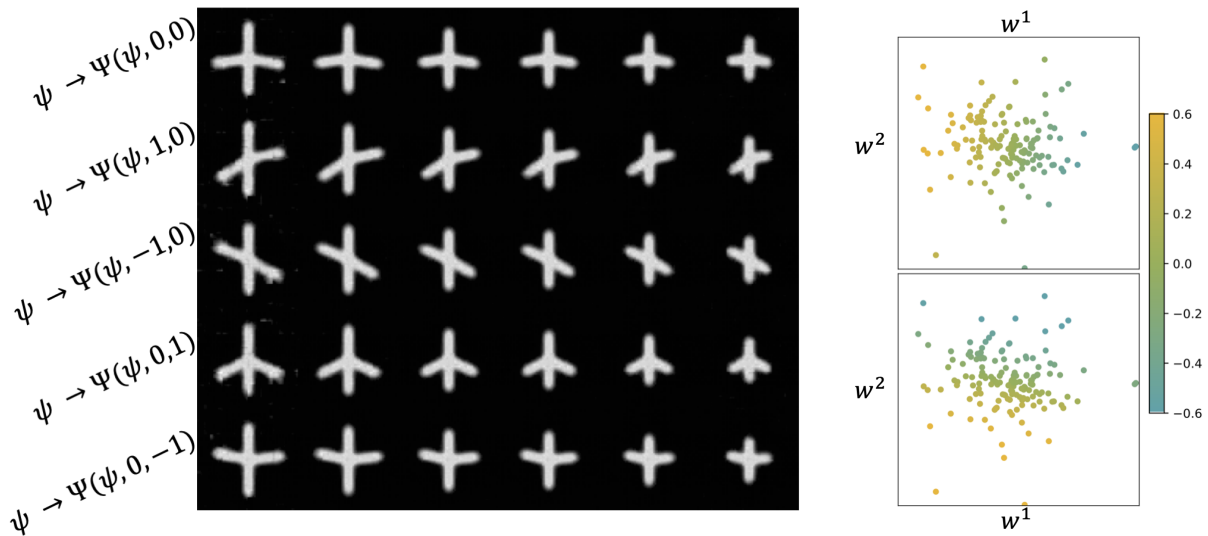 ψ → Ψ(ψ, 0,0)
ψ → Ψ(ψ, 1,0)
ψ → Ψ(ψ, −1,0)
ψ → Ψ(ψ, 0,1)
ψ → Ψ(ψ, 0, −1)
w¹
w²
w²
w¹
0.6
0.4
0.2
0.0
−0.2
−0.4
−0.6